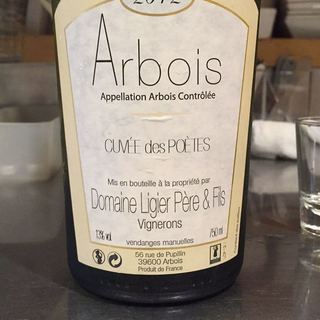 2012
Arbois
Appellation Arbois Contrôlée
CUVÉE des POÈTES
Mis en bouteille à la propriété par
Domaine Ligier Père & Fils
Vignerons
13% vol. 750 ml
vendanges manuelles
56 rue de Pupillin
39600 Arbois
Produit de France